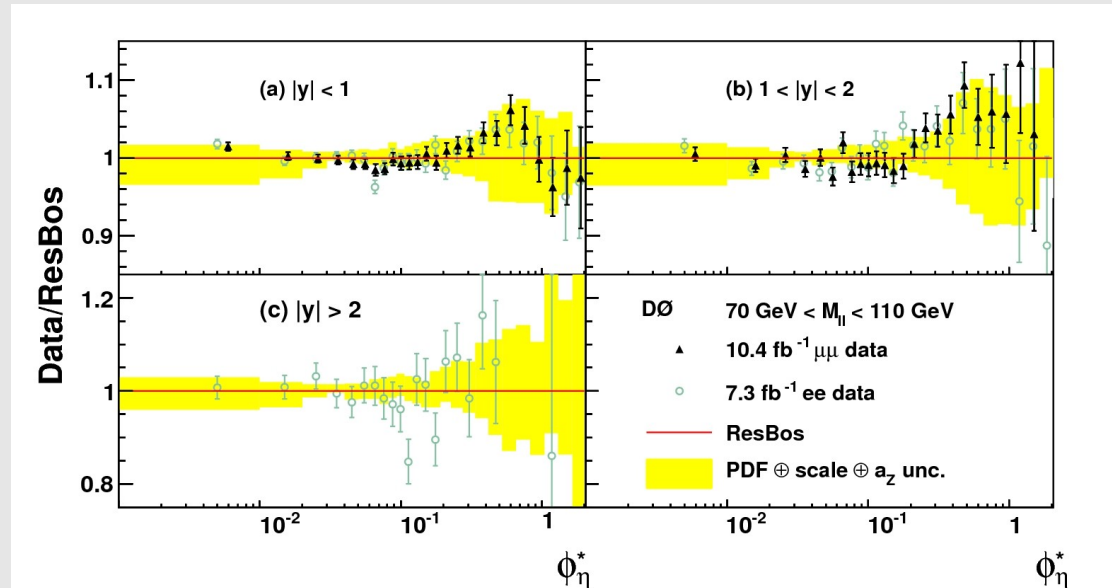 Data/ResBos
(a) |y| < 1
1.1
1
0.9
(b) 1 < |y| < 2
(c) |y| > 2
1.2
1
0.8
DØ 70 GeV < M_ll < 110 GeV
10.4 fb⁻¹ μμ data
7.3 fb⁻¹ ee data
ResBos
PDF ⊕ scale ⊕ a_Z unc.
10⁻² 10⁻¹ 1
10⁻² 10⁻¹ 1
ϕ*_η
ϕ*_η